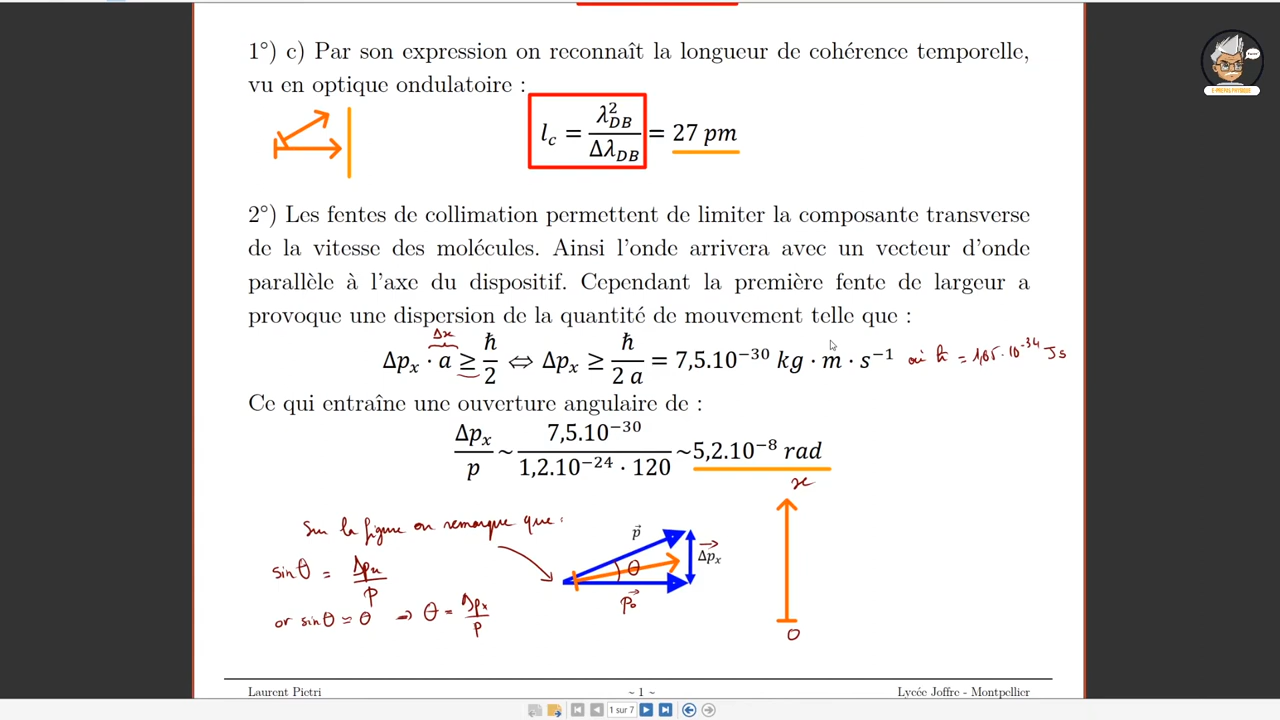 1°) c) Par son expression on reconnaît la longueur de cohérence temporelle,
vu en optique ondulatoire :
l_c = λ²_DB / Δλ_DB = 27 pm
2°) Les fentes de collimation permettent de limiter la composante transverse
de la vitesse des molécules. Ainsi l'onde arrivera avec un vecteur d'onde
parallèle à l'axe du dispositif. Cependant la première fente de largeur a
provoque une dispersion de la quantité de mouvement telle que :
Δx
Δp_x · a ≥ ℏ/2 ⇔ Δp_x ≥ ℏ/(2 a) = 7,5.10⁻³⁰ kg · m · s⁻¹ où ℏ = 1,05.10⁻³⁴ Js
Ce qui entraîne une ouverture angulaire de :
Δp_x/p ~ 7,5.10⁻³⁰/(1,2.10⁻²⁴ · 120) ~ 5,2.10⁻⁸ rad
x
Sur la figure on remarque que :
p⃗
Δp_x
sinθ = Δp_x/p
θ
p⃗₀
or sinθ ≃ θ → θ = Δp_x/p
O
Laurent Pietri ~ 1 ~ Lycée Joffre - Montpellier
1 sur 7